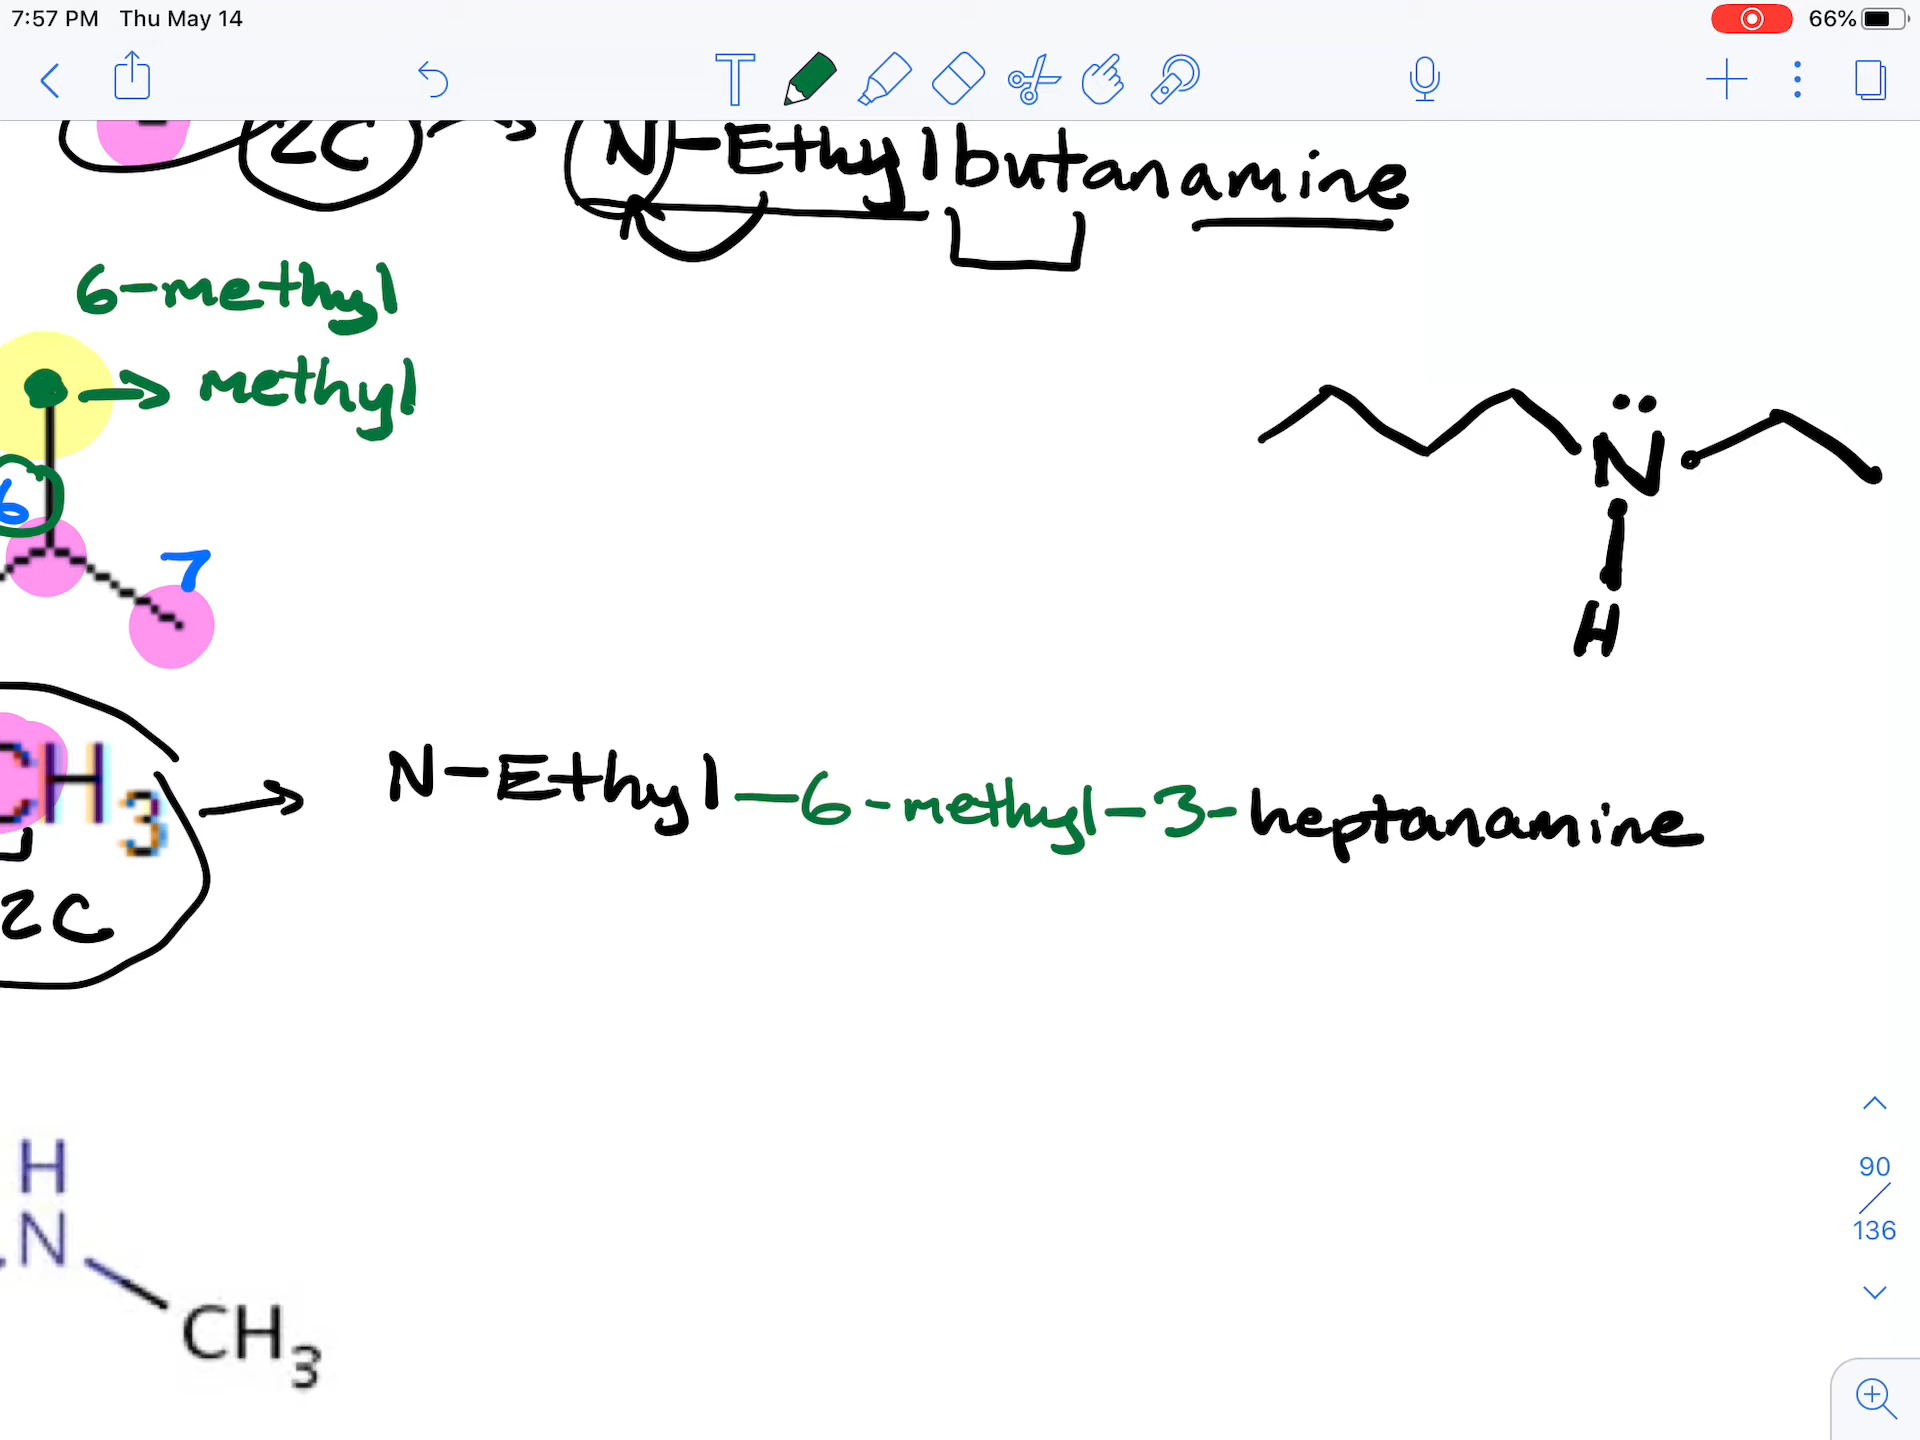 7:57 PM Thu May 14
66%
2C → N-Ethylbutanamine
6-methyl
→ methyl
6
7
N
H
CH3 → N-Ethyl-6-methyl-3-heptanamine
2C
90
/
136
H
N
CH3